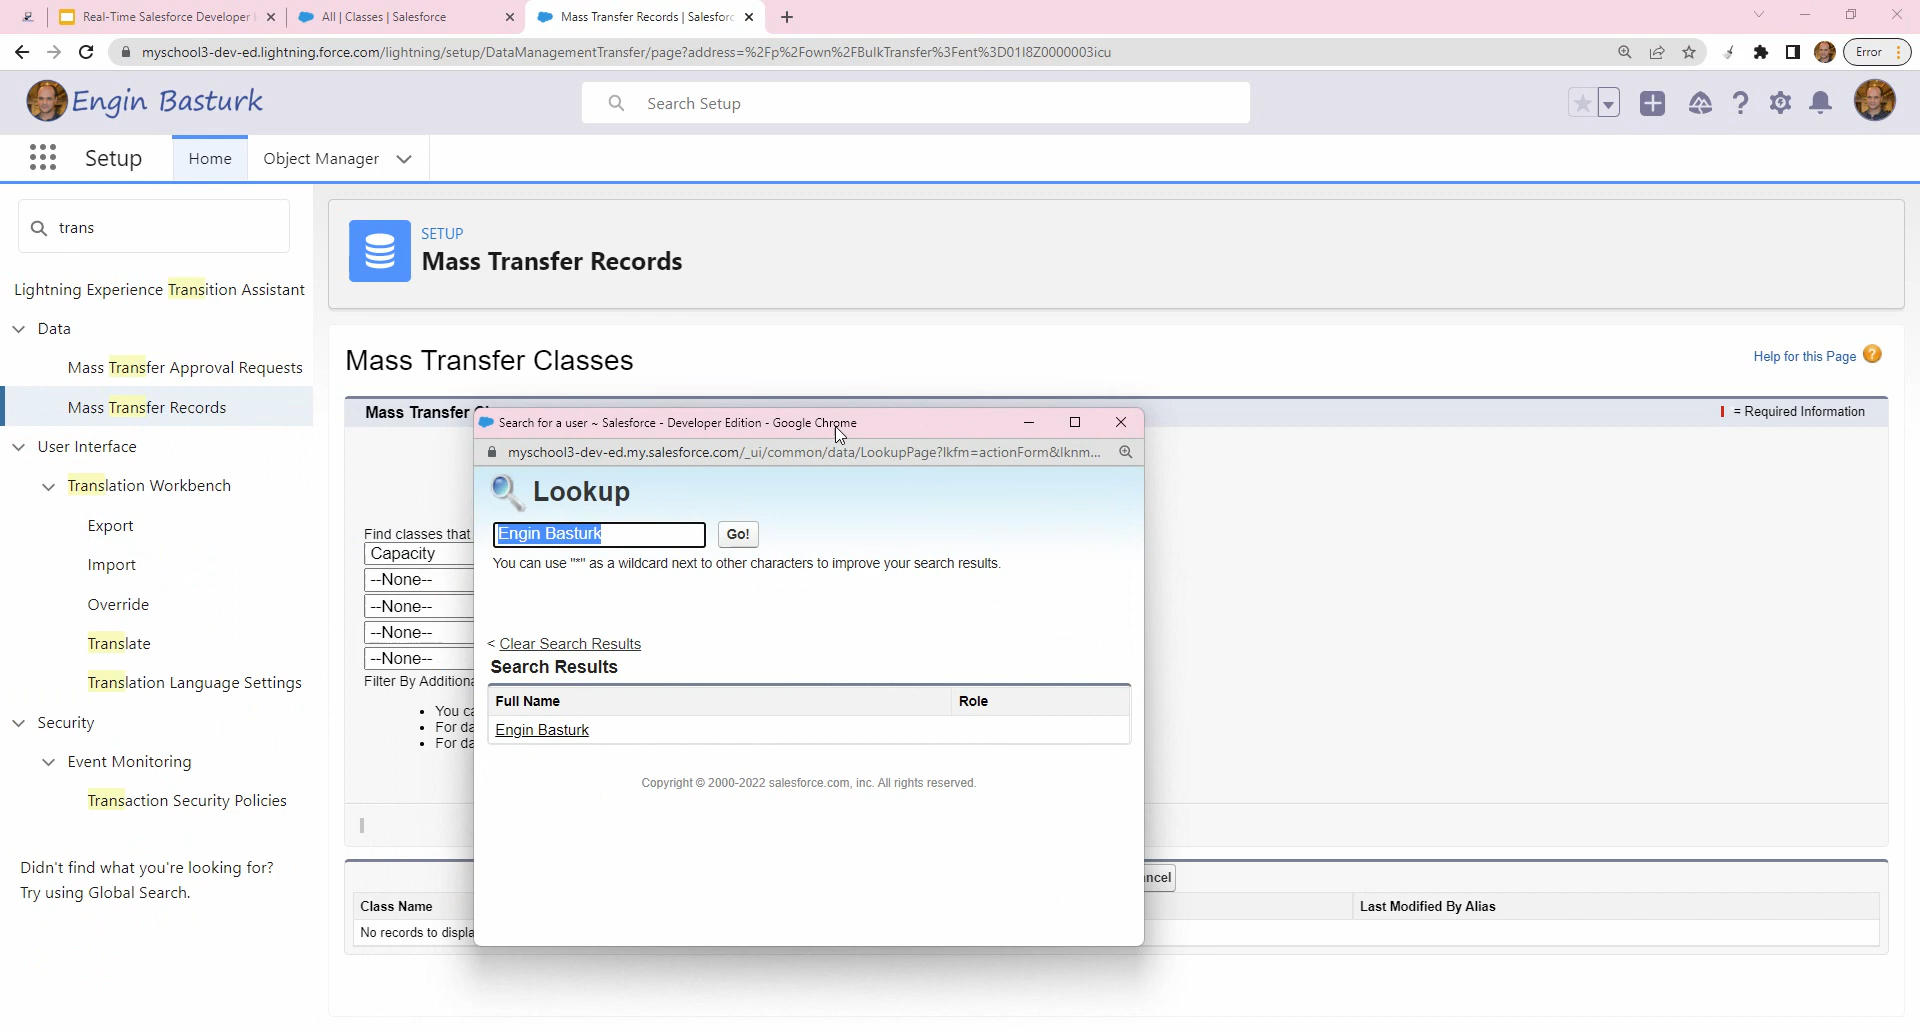 Real-Time Salesforce Developer
All | Classes | Salesforce
Mass Transfer Records | Salesforc
myschool3-dev-ed.lightning.force.com/lightning/setup/DataManagementTransfer/page?address=%2Fp%2Fown%2FBulkTransfer%3Fent%3D01I8Z0000003icu
Error
Engin Basturk
Search Setup
Setup
Home
Object Manager
trans
SETUP
Mass Transfer Records
Lightning Experience Transition Assistant
Data
Mass Transfer Approval Requests
Mass Transfer Records
User Interface
Translation Workbench
Export
Import
Override
Translate
Translation Language Settings
Security
Event Monitoring
Transaction Security Policies
Didn't find what you're looking for?
Try using Global Search.
Mass Transfer Classes
Help for this Page
?
Mass Transfer
= Required Information
Find classes that
Capacity
--None--
--None--
--None--
--None--
Filter By Additiona
• You ca
• For da
• For da
Search for a user ~ Salesforce - Developer Edition - Google Chrome
myschool3-dev-ed.my.salesforce.com/_ui/common/data/LookupPage?lkfm=actionForm&lknm...
Lookup
Engin Basturk
Go!
You can use "*" as a wildcard next to other characters to improve your search results.
< Clear Search Results
Search Results
Full Name
Role
Engin Basturk
Copyright © 2000-2022 salesforce.com, inc. All rights reserved.
ncel
Class Name
Last Modified By Alias
No records to displa